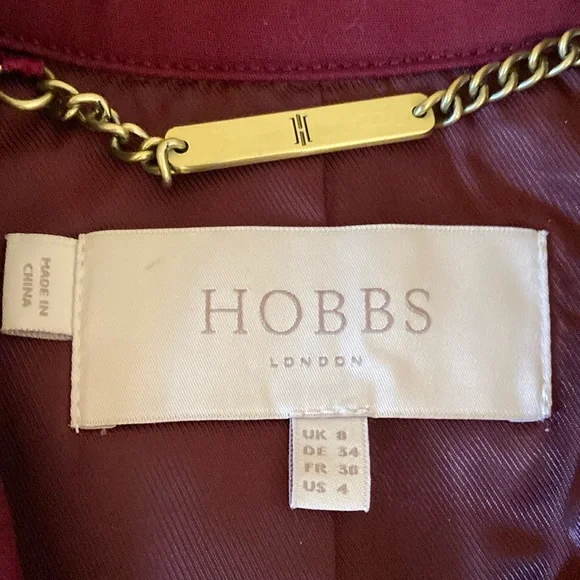 H
MADE IN
CHINA
HOBBS
LONDON
UK 8
DE 34
FR 36
US 4